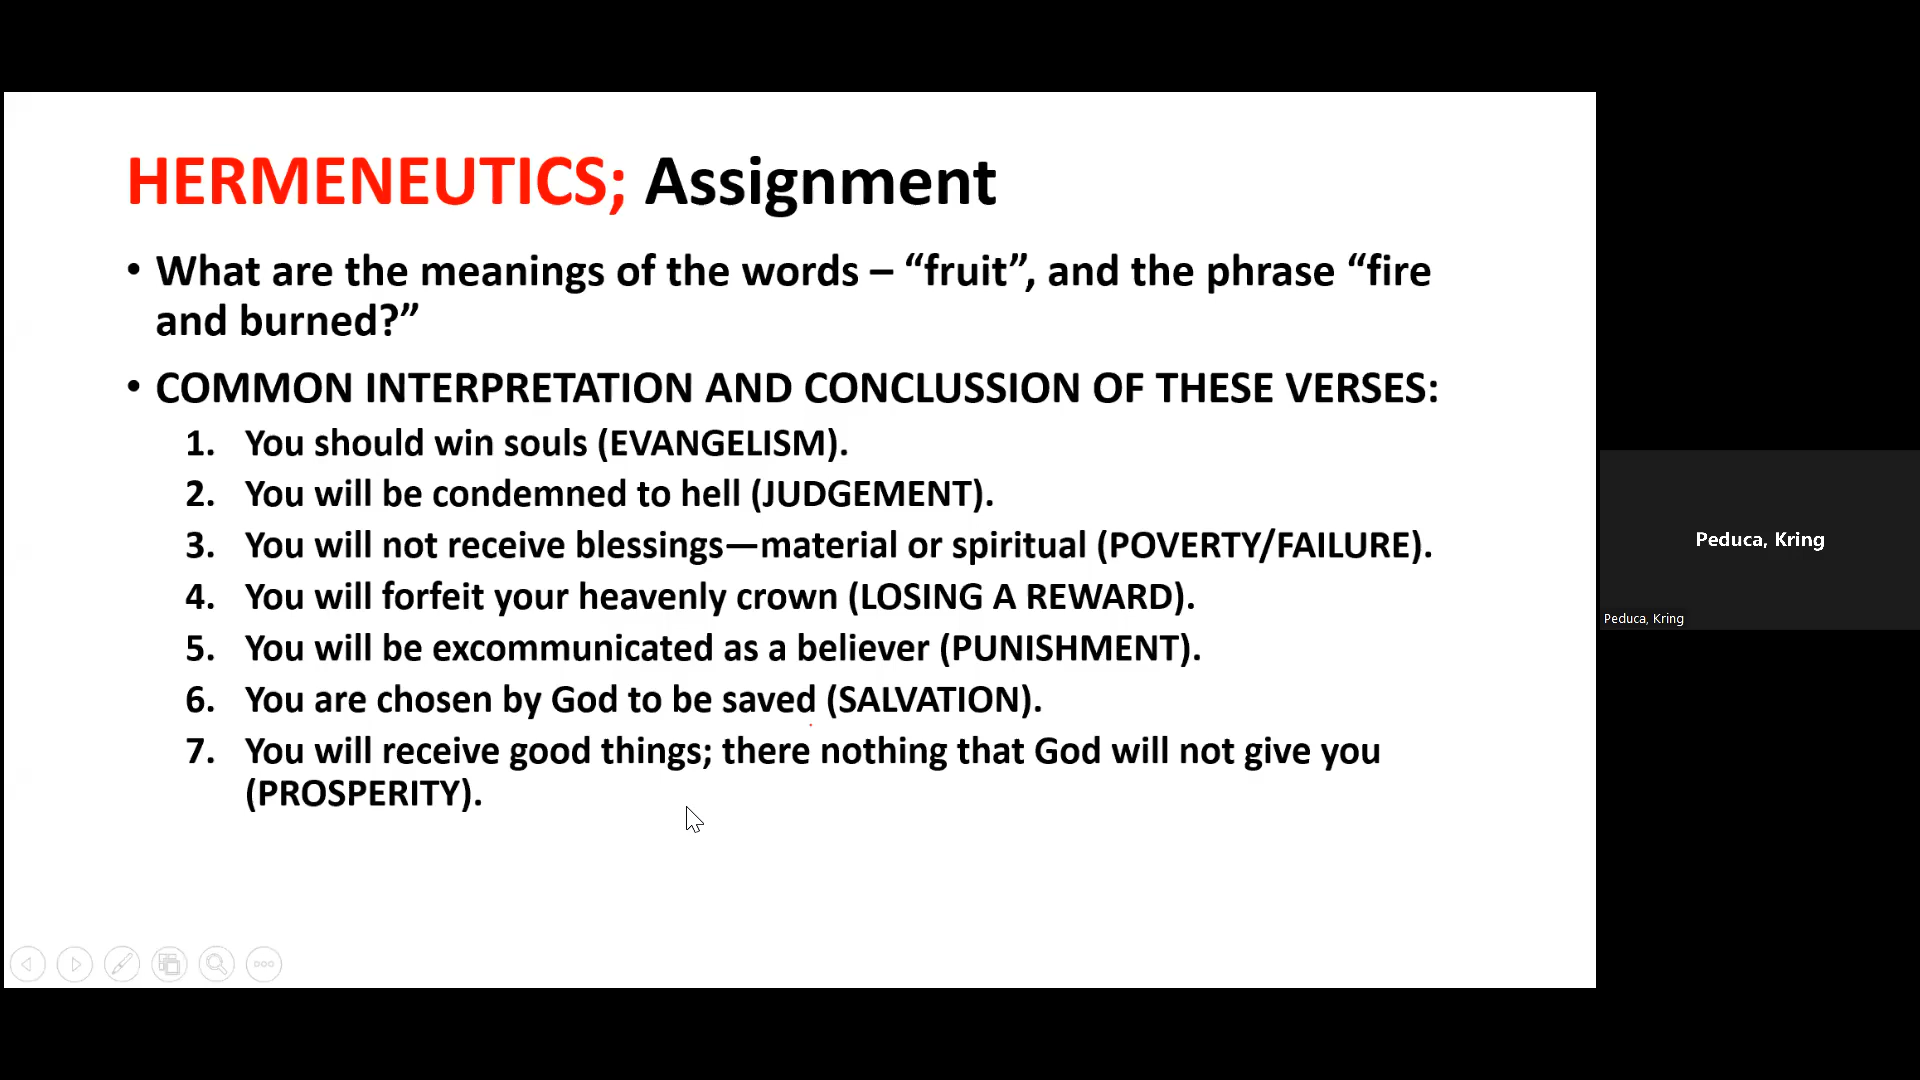 HERMENEUTICS; Assignment
• What are the meanings of the words – “fruit”, and the phrase “fire
and burned?”
• COMMON INTERPRETATION AND CONCLUSSION OF THESE VERSES:
1. You should win souls (EVANGELISM).
2. You will be condemned to hell (JUDGEMENT).
3. You will not receive blessings—material or spiritual (POVERTY/FAILURE).
4. You will forfeit your heavenly crown (LOSING A REWARD).
5. You will be excommunicated as a believer (PUNISHMENT).
6. You are chosen by God to be saved (SALVATION).
7. You will receive good things; there nothing that God will not give you
(PROSPERITY).
Peduca, Kring
Peduca, Kring